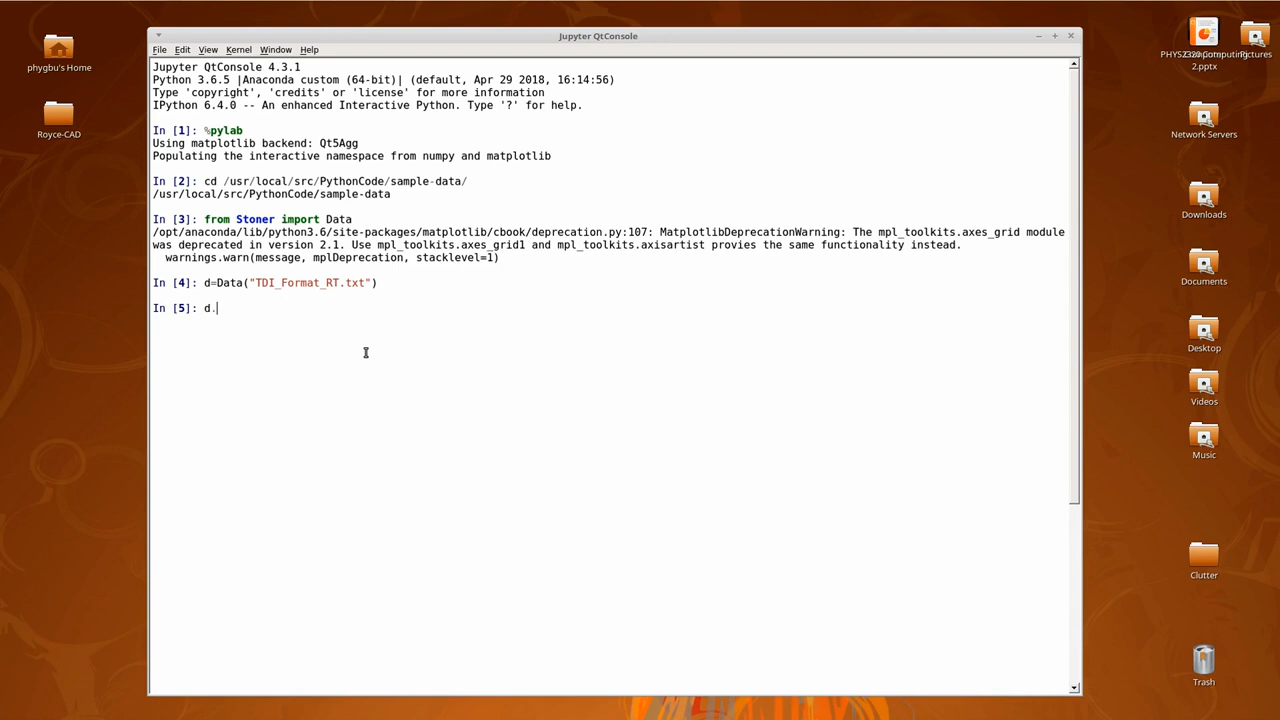 Jupyter QtConsole
File Edit View Kernel Window Help
Jupyter QtConsole 4.3.1
Python 3.6.5 |Anaconda custom (64-bit)| (default, Apr 29 2018, 16:14:56)
Type 'copyright', 'credits' or 'license' for more information
IPython 6.4.0 -- An enhanced Interactive Python. Type '?' for help.
In [1]: %pylab
Using matplotlib backend: Qt5Agg
Populating the interactive namespace from numpy and matplotlib
In [2]: cd /usr/local/src/PythonCode/sample-data/
/usr/local/src/PythonCode/sample-data
In [3]: from Stoner import Data
/opt/anaconda/lib/python3.6/site-packages/matplotlib/cbook/deprecation.py:107: MatplotlibDeprecationWarning: The mpl_toolkits.axes_grid module
was deprecated in version 2.1. Use mpl_toolkits.axes_grid1 and mpl_toolkits.axisartist provies the same functionality instead.
warnings.warn(message, mplDeprecation, stacklevel=1)
In [4]: d=Data("TDI_Format_RT.txt")
In [5]: d.
phygbu's Home
Royce-CAD
Pictures
2.pptx
Network Servers
Downloads
Documents
Desktop
Videos
Music
Clutter
Trash